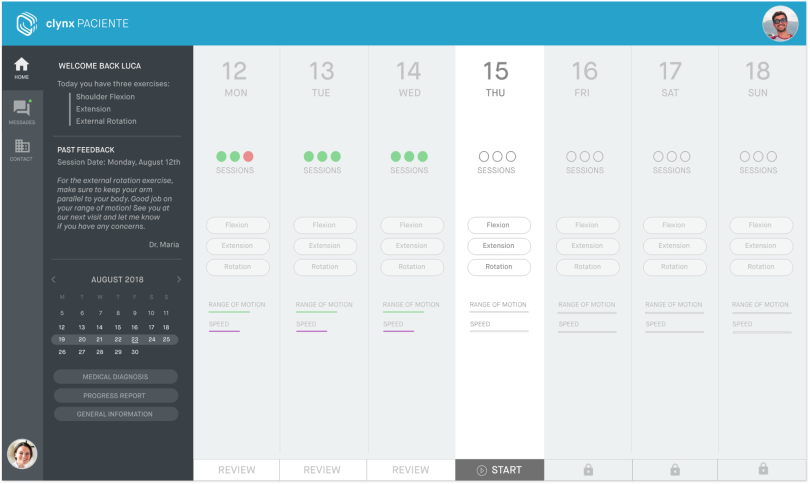 clynx PACIENTE
HOME
MESSAGES
CONTACT
WELCOME BACK LUCA
Today you have three exercises:
Shoulder Flexion
Extension
External Rotation
PAST FEEDBACK
Session Date: Monday, August 12th
For the external rotation exercise,
make sure to keep your arm
parallel to your body. Good job on
your range of motion! See you at
our next visit and let me know
if you have any concerns.
Dr. Maria
AUGUST 2018
M T W T F S S
5 6 7 8 9 10 11
12 13 14 15 16 17 18
19 20 21 22 23 24 25
26 27 28 29 30
MEDICAL DIAGNOSIS
PROGRESS REPORT
GENERAL INFORMATION
12
MON
SESSIONS
Flexion
Extension
Rotation
RANGE OF MOTION
SPEED
REVIEW
13
TUE
SESSIONS
Flexion
Extension
Rotation
RANGE OF MOTION
SPEED
REVIEW
14
WED
SESSIONS
Flexion
Extension
Rotation
RANGE OF MOTION
SPEED
REVIEW
15
THU
SESSIONS
Flexion
Extension
Rotation
RANGE OF MOTION
SPEED
START
16
FRI
SESSIONS
Flexion
Extension
Rotation
RANGE OF MOTION
SPEED
17
SAT
SESSIONS
Flexion
Extension
Rotation
RANGE OF MOTION
SPEED
18
SUN
SESSIONS
Flexion
Extension
Rotation
RANGE OF MOTION
SPEED